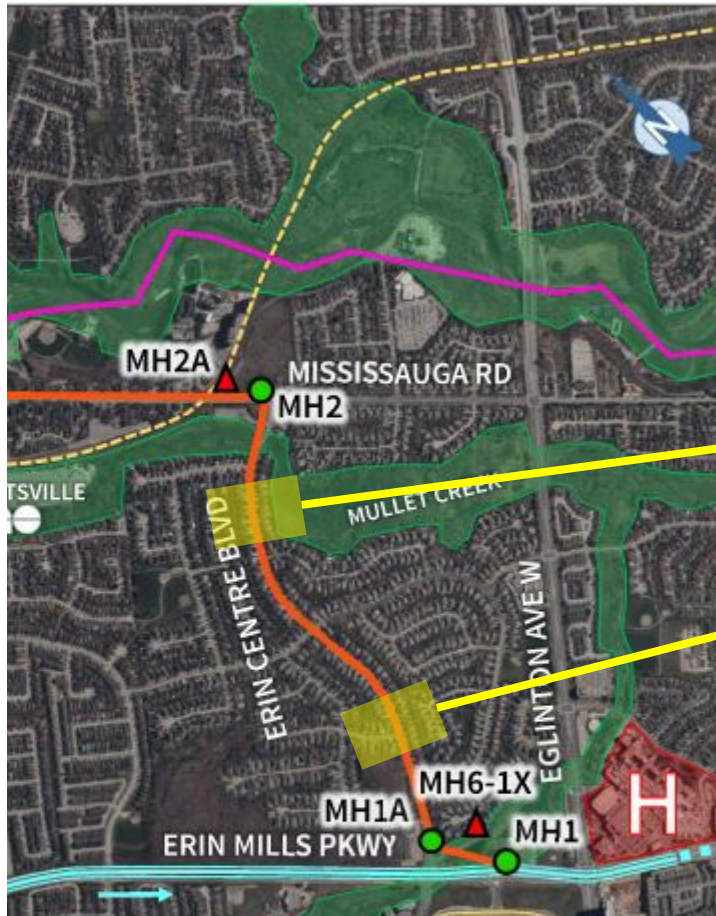 N
MH2A
MISSISSAUGA RD
MH2
TSVILLE
MULLET CREEK
ERIN CENTRE BLVD
EGLINTON AVE W
MH6-1X
H
MH1A
MH1
ERIN MILLS PKWY